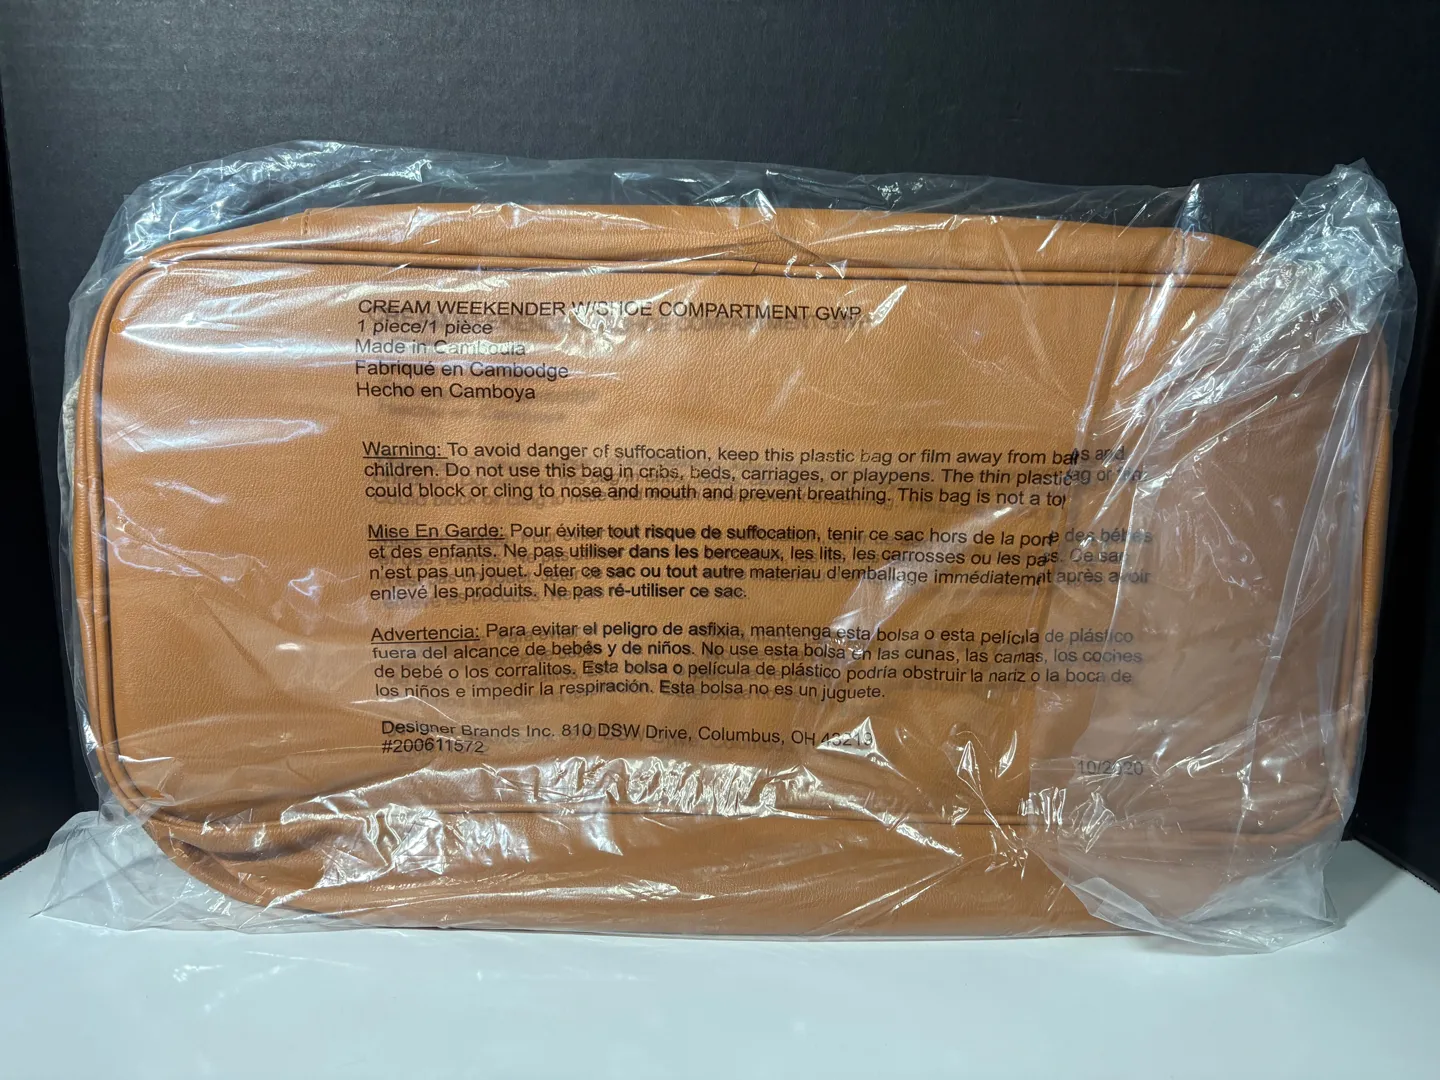 CREAM WEEKENDER W/SHOE COMPARTMENT GWP
1 piece/1 pièce
Made in Cambodia
Fabriqué en Cambodge
Hecho en Camboya
Warning: To avoid danger of suffocation, keep this plastic bag or film away from and
children. Do not use this bag in cribs, beds, carriages, or playpens. The thin plastic bag or
could block or cling to nose and mouth and prevent breathing. This bag is not a
Mise En Garde: Pour éviter tout risque de suffocation, tenir ce sac hors de la porte des bébés
et des enfants. Ne pas utiliser dans les berceaux, les lits, les carrosses ou les Ce sac
n'est pas un jouet. Jeter ce sac ou tout autre materiau d'emballage immédiatement après avoir
enlevé les produits. Ne pas ré-utiliser ce sac.
Advertencia: Para evitar el peligro de asfixia, mantenga esta bolsa o esta película de plástico
fuera del alcance de bebés y de niños. No use esta bolsa en las cunas, las camas, los coches
de bebé o los corralitos. Esta bolsa o película de plástico podría obstruir la nariz o la boca de
los niños e impedir la respiración. Esta bolsa no es un juguete.
Designer Brands Inc. 810 DSW Drive, Columbus, OH 43219
#200611572
10/2020